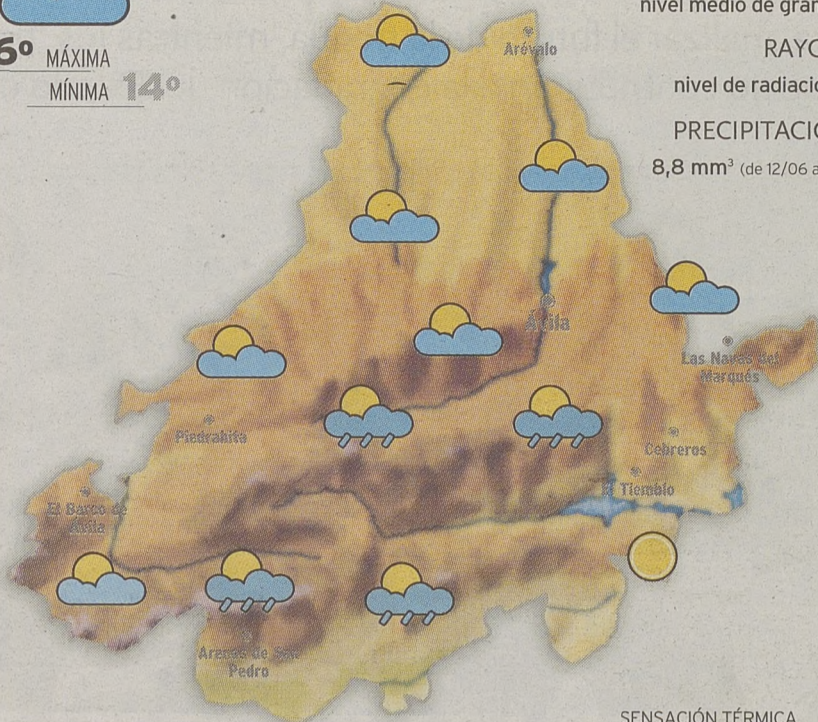 nivel medio de gran
6º MÁXIMA
MÍNIMA 14º
RAYO
nivel de radiació
PRECIPITACIÓ
8,8 mm³ (de 12/06 a
Arévalo
Ávila
Las Navas del
Marqués
Piedrahita
Cebreros
El Tiemblo
El Barco de
Ávila
Arenas de San
Pedro
SENSACIÓN TÉRMICA